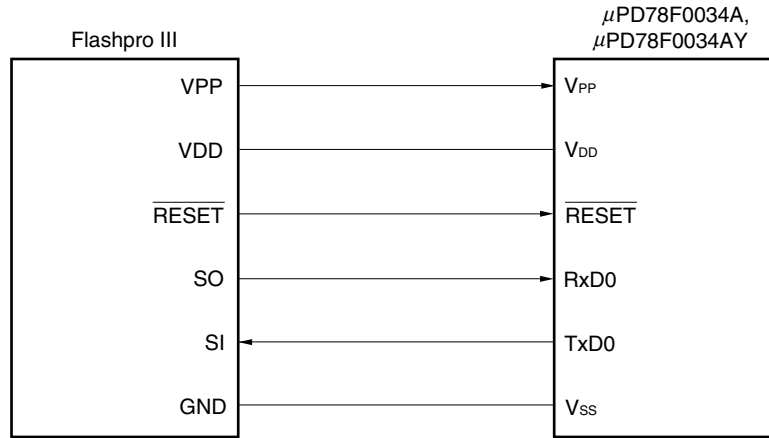 Flashpro III
μPD78F0034A,
μPD78F0034AY
VPP
VPP
VDD
VDD
RESET
RESET
SO
RxD0
SI
TxD0
GND
VSS